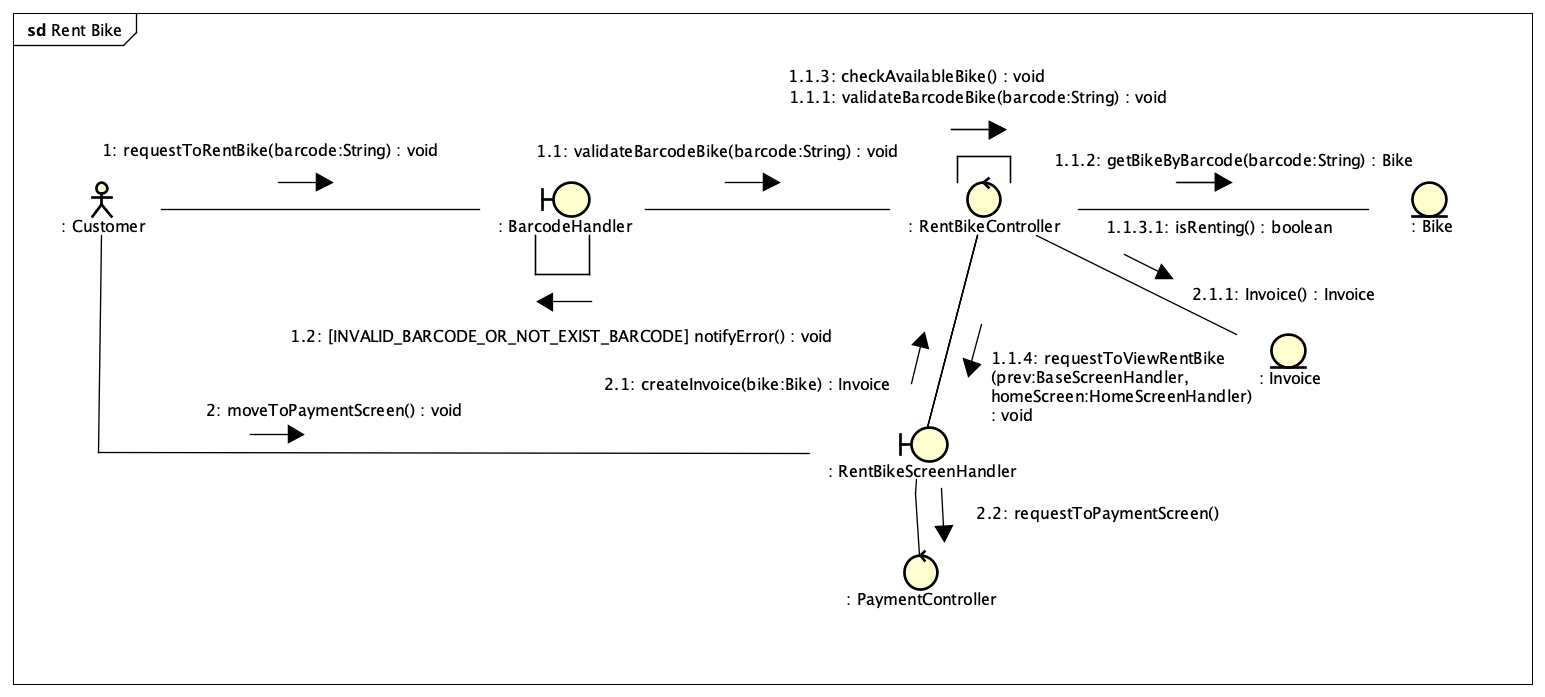 sd Rent Bike
1.1.3: checkAvailableBike() : void
1.1.1: validateBarcodeBike(barcode:String) : void
1: requestToRentBike(barcode:String) : void
1.1: validateBarcodeBike(barcode:String) : void
1.1.2: getBikeByBarcode(barcode:String) : Bike
: Customer
: BarcodeHandler
: RentBikeController
1.1.3.1: isRenting() : boolean
: Bike
2.1.1: Invoice() : Invoice
1.2: [INVALID_BARCODE_OR_NOT_EXIST_BARCODE] notifyError() : void
1.1.4: requestToViewRentBike
(prev:BaseScreenHandler,
homeScreen:HomeScreenHandler)
: void
: Invoice
2.1: createInvoice(bike:Bike) : Invoice
2: moveToPaymentScreen() : void
: RentBikeScreenHandler
2.2: requestToPaymentScreen()
: PaymentController